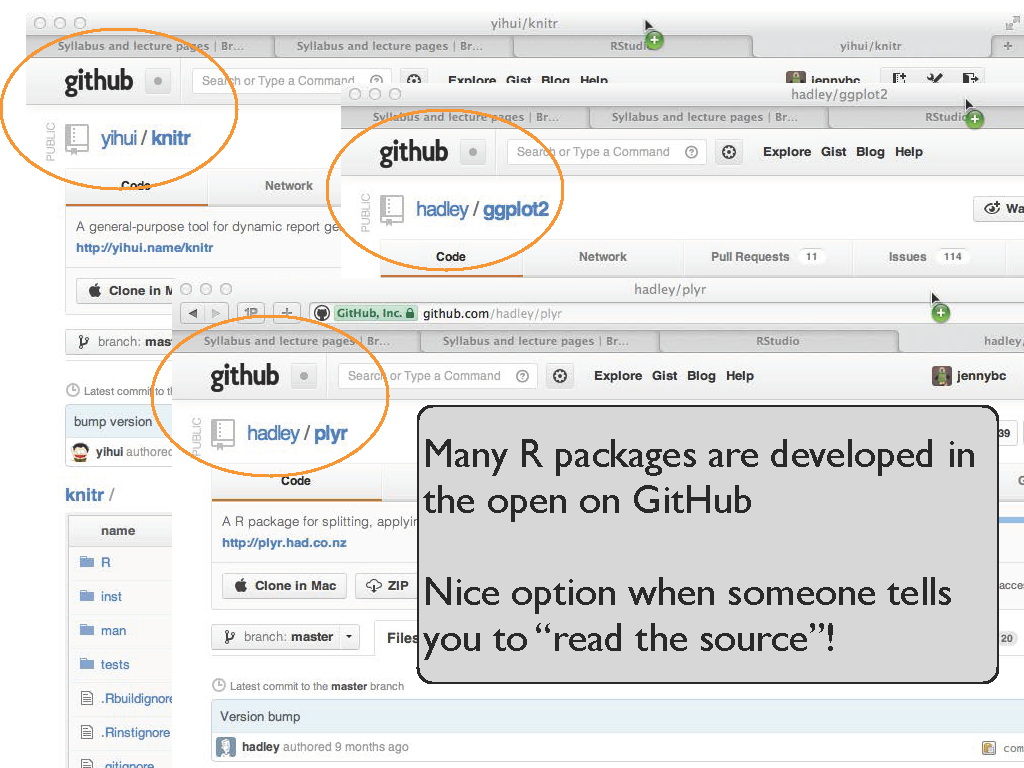 yihui/knitr
Syllabus and lecture pages | Br...
Syllabus and lecture pages | Br...
yihui/knitr
github
Search or Type a Command
Explore Gist Blog Help
jennybc
PUBLIC
yihui / knitr
Code
Network
A general-purpose tool for dynamic report
http://yihui.name/knitr
Clone in
branch:
Latest commit to
bump version
yihui authored
knitr /
name
R
inst
man
tests
.Rbuildignore
.Rinstignore
.gitignore
hadley/ggplot2
Syllabus and lecture pages | Br...
Syllabus and lecture pages | Br...
github
Search or Type a Command
Explore Gist Blog Help
PUBLIC
hadley / ggplot2
Code
Network
Pull Requests 11
Issues 114
hadley/plyr
GitHub, Inc. github.com/hadley/plyr
Syllabus and lecture pages | Br...
Syllabus and lecture pages | Br...
RStudio
hadley/
github
Search or Type a Command
Explore Gist Blog Help
jennybc
PUBLIC
hadley / plyr
39
Code
A R package for splitting,
http://plyr.had.co.nz
Clone in Mac
ZIP
branch: master
Files
20
Latest commit to the master branch
Version bump
hadley authored 9 months ago
Many R packages are developed in
the open on GitHub
Nice option when someone tells
you to “read the source”!